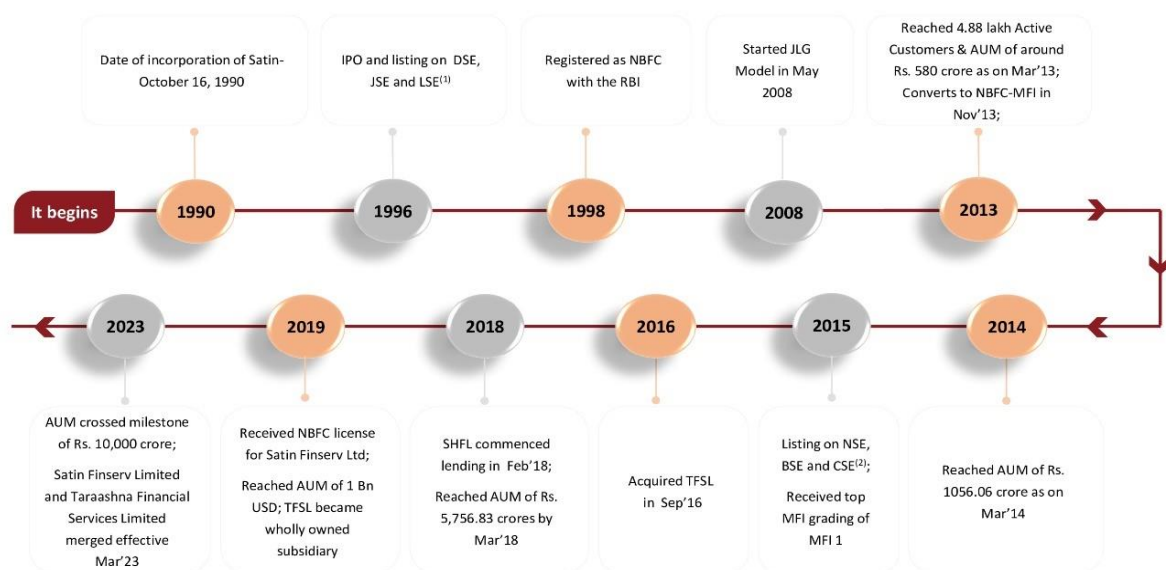 Date of incorporation of Satin-
October 16, 1990
IPO and listing on DSE,
JSE and LSE(1)
Registered as NBFC
with the RBI
Started JLG
Model in May
2008
Reached 4.88 lakh Active
Customers & AUM of around
Rs. 580 crore as on Mar'13;
Converts to NBFC-MFI in
Nov'13;
It begins
1990
1996
1998
2008
2013
2023
2019
2018
2016
2015
2014
AUM crossed milestone
of Rs. 10,000 crore;
Satin Finserv Limited
and Taraashna Financial
Services Limited
merged effective
Mar'23
Received NBFC license
for Satin Finserv Ltd;
Reached AUM of 1 Bn
USD; TFSL became
wholly owned
subsidiary
SHFL commenced
lending in Feb'18;
Reached AUM of Rs.
5,756.83 crores by
Mar'18
Acquired TFSL
in Sep'16
Listing on NSE,
BSE and CSE(2);
Received top
MFI grading of
MFI 1
Reached AUM of Rs.
1056.06 crore as on
Mar'14